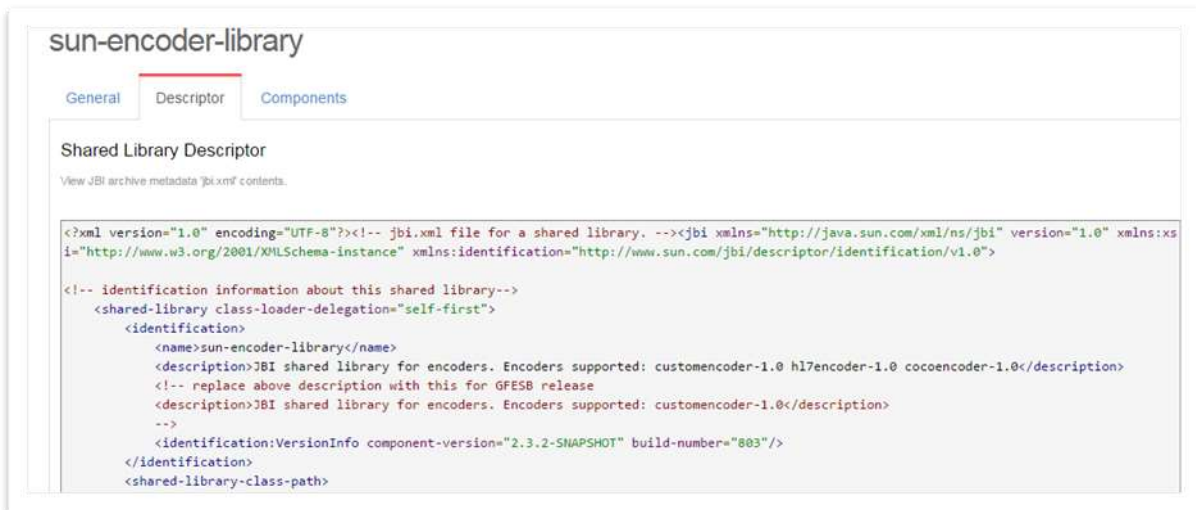 sun-encoder-library
General Descriptor Components
Shared Library Descriptor
View JBI archive metadata 'jbi.xml' contents.
<?xml version="1.0" encoding="UTF-8"?><!-- jbi.xml file for a shared library. --><jbi xmlns="http://java.sun.com/xml/ns/jbi" version="1.0" xmlns:xs
i="http://www.w3.org/2001/XMLSchema-instance" xmlns:identification="http://www.sun.com/jbi/descriptor/identification/v1.0">
<!-- identification information about this shared library-->
<shared-library class-loader-delegation="self-first">
<identification>
<name>sun-encoder-library</name>
<description>JBI shared library for encoders. Encoders supported: customencoder-1.0 hl7encoder-1.0 cocoencoder-1.0</description>
<!-- replace above description with this for GFESB release
<description>JBI shared library for encoders. Encoders supported: customencoder-1.0</description>
-->
<identification:VersionInfo component-version="2.3.2-SNAPSHOT" build-number="803"/>
</identification>
<shared-library-class-path>